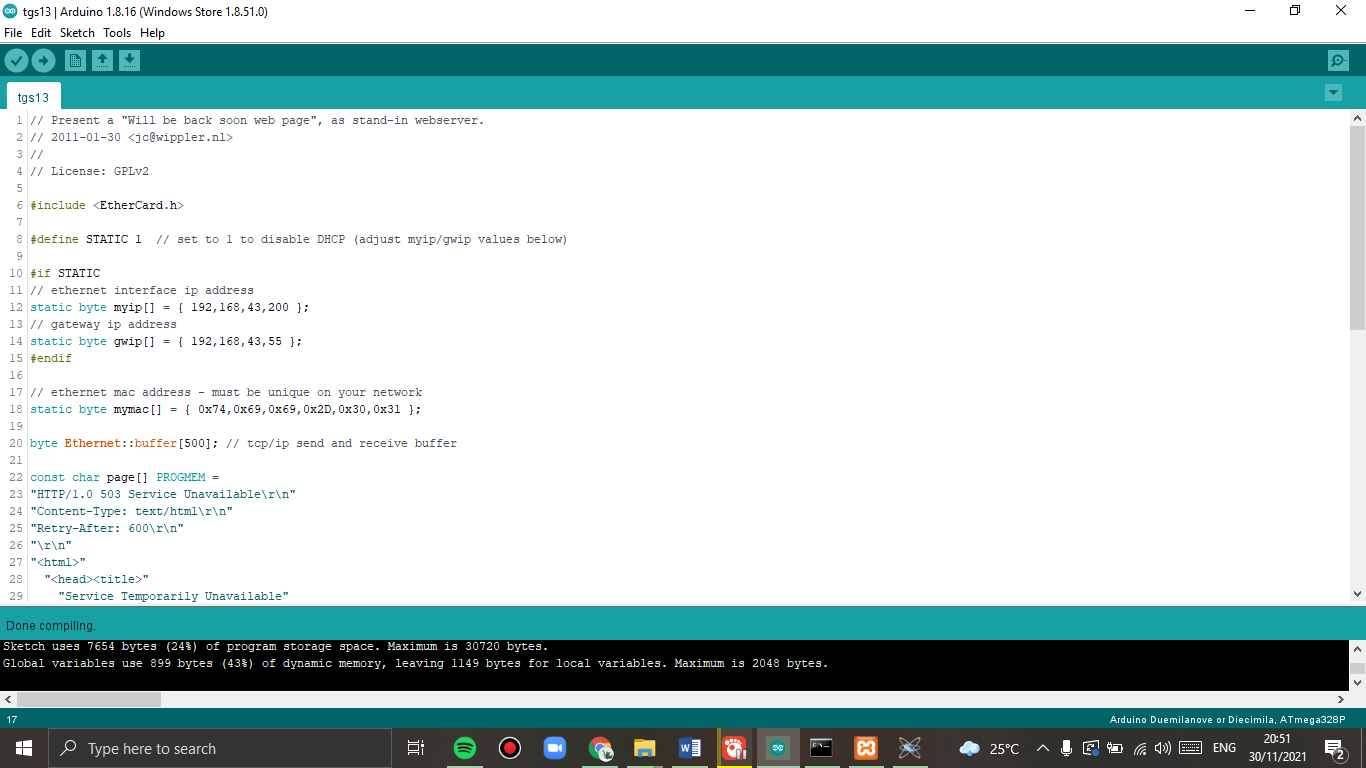 tgs13 | Arduino 1.8.16 (Windows Store 1.8.51.0)
File Edit Sketch Tools Help
tgs13
1 // Present a "Will be back soon web page", as stand-in webserver.
2 // 2011-01-30 <jc@wippler.nl>
3 //
4 // License: GPLv2
5
6 #include <EtherCard.h>
7
8 #define STATIC 1  // set to 1 to disable DHCP (adjust myip/gwip values below)
9
10 #if STATIC
11 // ethernet interface ip address
12 static byte myip[] = { 192,168,43,200 };
13 // gateway ip address
14 static byte gwip[] = { 192,168,43,55 };
15 #endif
16
17 // ethernet mac address - must be unique on your network
18 static byte mymac[] = { 0x74,0x69,0x69,0x2D,0x30,0x31 };
19
20 byte Ethernet::buffer[500]; // tcp/ip send and receive buffer
21
22 const char page[] PROGMEM =
23 "HTTP/1.0 503 Service Unavailable\r\n"
24 "Content-Type: text/html\r\n"
25 "Retry-After: 600\r\n"
26 "\r\n"
27 "<html>"
28   "<head><title>"
29     "Service Temporarily Unavailable"
Done compiling.
Sketch uses 7654 bytes (24%) of program storage space. Maximum is 30720 bytes.
Global variables use 899 bytes (43%) of dynamic memory, leaving 1149 bytes for local variables. Maximum is 2048 bytes.
17 Arduino Duemilanove or Diecimila, ATmega328P
Type here to search
25°C ENG 20:51
30/11/2021
2